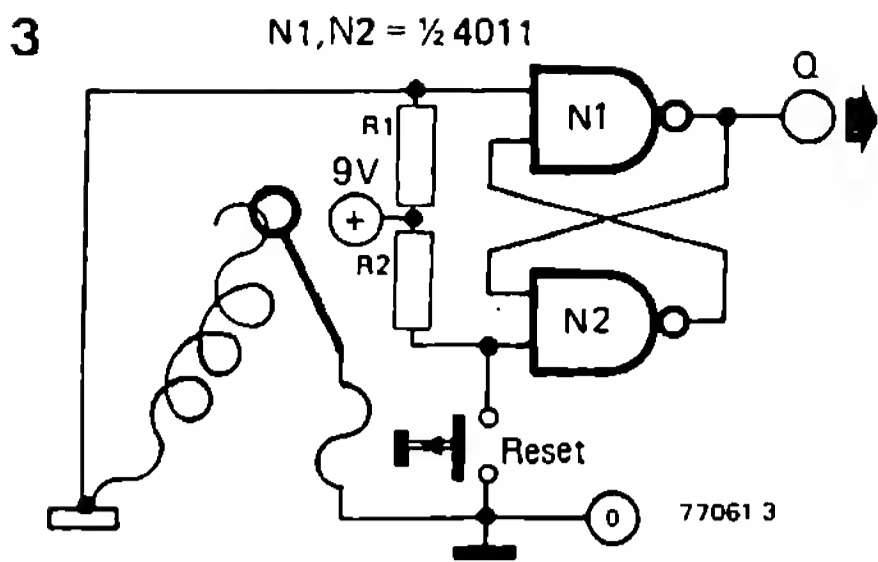 3
N1, N2 = ½ 4011
Q
N1
R1
9V
+
R2
N2
Reset
0
77061 3